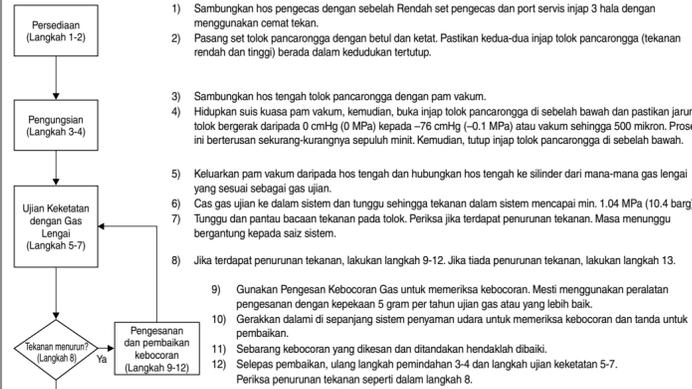 Persediaan
(Langkah 1-2)
1) Sambungkan hos pengecas dengan sebelah Rendah set pengecas dan port servis injap 3 hala dengan
menggunakan cemat tekan.
2) Pasang set tolok pancarongga dengan betul dan ketat. Pastikan kedua-dua injap tolok pancarongga (tekanan
rendah dan tinggi) berada dalam kedudukan tertutup.
Pengungsian
(Langkah 3-4)
3) Sambungkan hos tengah tolok pancarongga dengan pam vakum.
4) Hidupkan suis kuasa pam vakum, kemudian, buka injap tolok pancarongga di sebelah bawah dan pastikan jarum
tolok bergerak daripada 0 cmHg (0 MPa) kepada –76 cmHg (–0.1 MPa) atau vakum sehingga 500 mikron. Prose
ini berterusan sekurang-kurangnya sepuluh minit. Kemudian, tutup injap tolok pancarongga di sebelah bawah.
Ujian Keketatan
dengan Gas
Lengai
(Langkah 5-7)
5) Keluarkan pam vakum daripada hos tengah dan hubungkan hos tengah ke silinder dari mana-mana gas lengai
yang sesuai sebagai gas ujian.
6) Cas gas ujian ke dalam sistem dan tunggu sehingga tekanan dalam sistem mencapai min. 1.04 MPa (10.4 barg)
7) Tunggu dan pantau bacaan tekanan pada tolok. Periksa jika terdapat penurunan tekanan. Masa menunggu
bergantung kepada saiz sistem.
8) Jika terdapat penurunan tekanan, lakukan langkah 9-12. Jika tiada penurunan tekanan, lakukan langkah 13.
Tekanan menurun?
(Langkah 8)
Ya
Pengesanan
dan pembaikan
kebocoran
(Langkah 9-12)
9) Gunakan Pengesan Kebocoran Gas untuk memeriksa kebocoran. Mesti menggunakan peralatan
pengesanan dengan kepekaan 5 gram per tahun ujian gas atau yang lebih baik.
10) Gerakkan dalami di sepanjang sistem penyaman udara untuk memeriksa kebocoran dan tanda untuk
pembaikan.
11) Sebarang kebocoran yang dikesan dan ditandakan hendaklah dibaiki.
12) Selepas pembaikan, ulang langkah pemindahan 3-4 dan langkah ujian keketatan 5-7.
Periksa penurunan tekanan seperti dalam langkah 8.